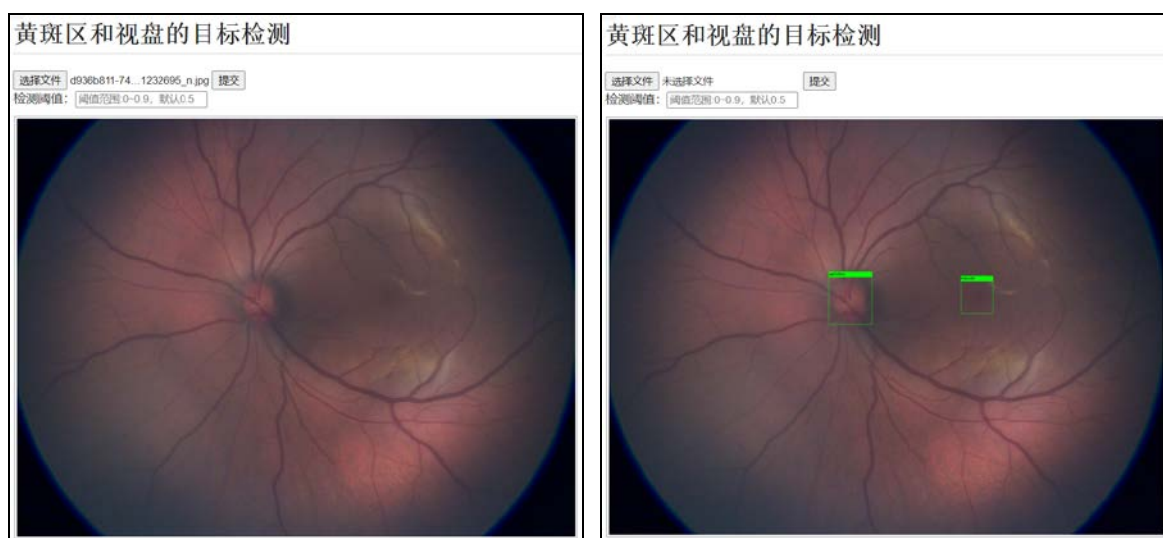 黄斑区和视盘的目标检测
选择文件 d936b811-74...1232695_n.jpg 提交
检测阈值： 阈值范围:0~0.9，默认0.5
黄斑区和视盘的目标检测
选择文件 未选择文件 提交
检测阈值： 阈值范围:0~0.9，默认0.5